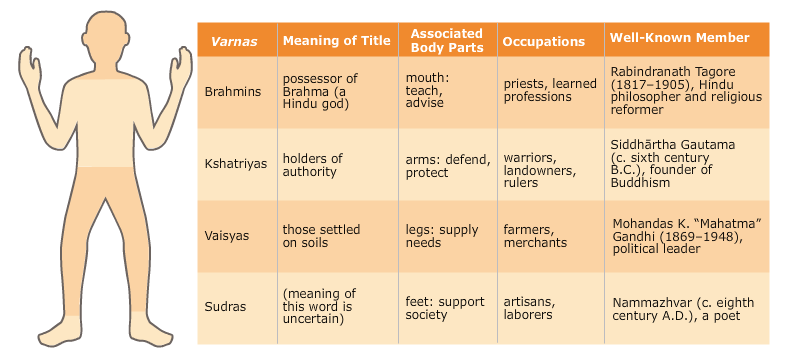 Varnas
Meaning of Title
Associated
Body Parts
Occupations
Well-Known Member
Brahmins
possessor of
Brahma (a
Hindu god)
mouth:
teach,
advise
priests, learned
professions
Rabindranath Tagore
(1817–1905), Hindu
philosopher and religious
reformer
Kshatriyas
holders of
authority
arms: defend,
protect
warriors,
landowners,
rulers
Siddhārtha Gautama
(c. sixth century
B.C.), founder of
Buddhism
Vaisyas
those settled
on soils
legs: supply
needs
farmers,
merchants
Mohandas K. “Mahatma”
Gandhi (1869–1948),
political leader
Sudras
(meaning of
this word is
uncertain)
feet: support
society
artisans,
laborers
Nammazhvar (c. eighth
century A.D.), a poet